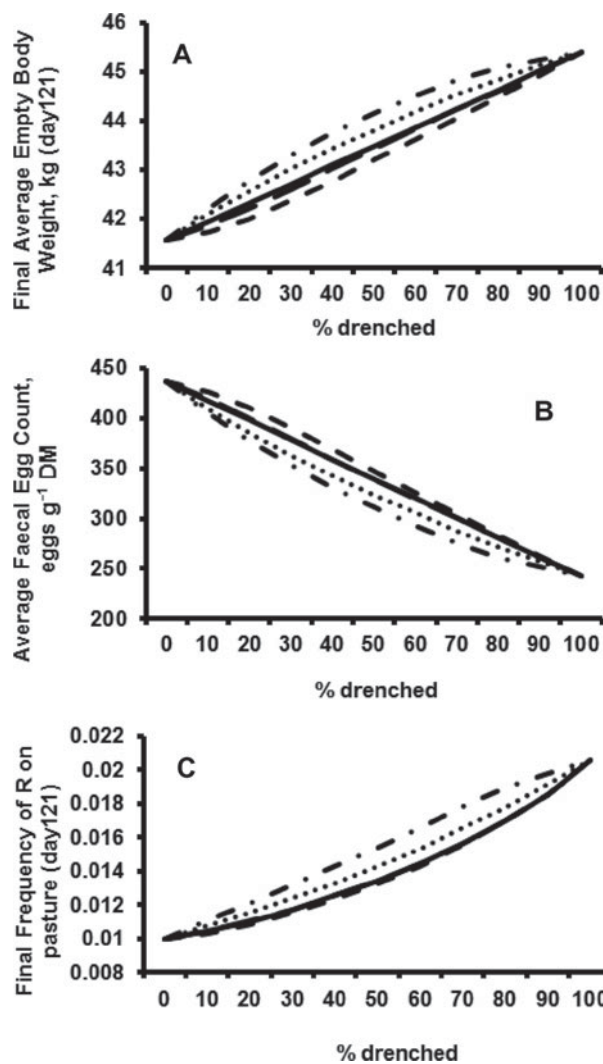 Final Average Empty Body
Weight, kg (day121)
A
46
45
44
43
42
41
0 10 20 30 40 50 60 70 80 90 100
% drenched
Average Faecal Egg Count,
eggs g⁻¹ DM
B
450
400
350
300
250
200
0 10 20 30 40 50 60 70 80 90 100
% drenched
Final Frequency of R on
pasture (day121)
C
0.022
0.02
0.018
0.016
0.014
0.012
0.01
0.008
0 10 20 30 40 50 60 70 80 90 100
% drenched